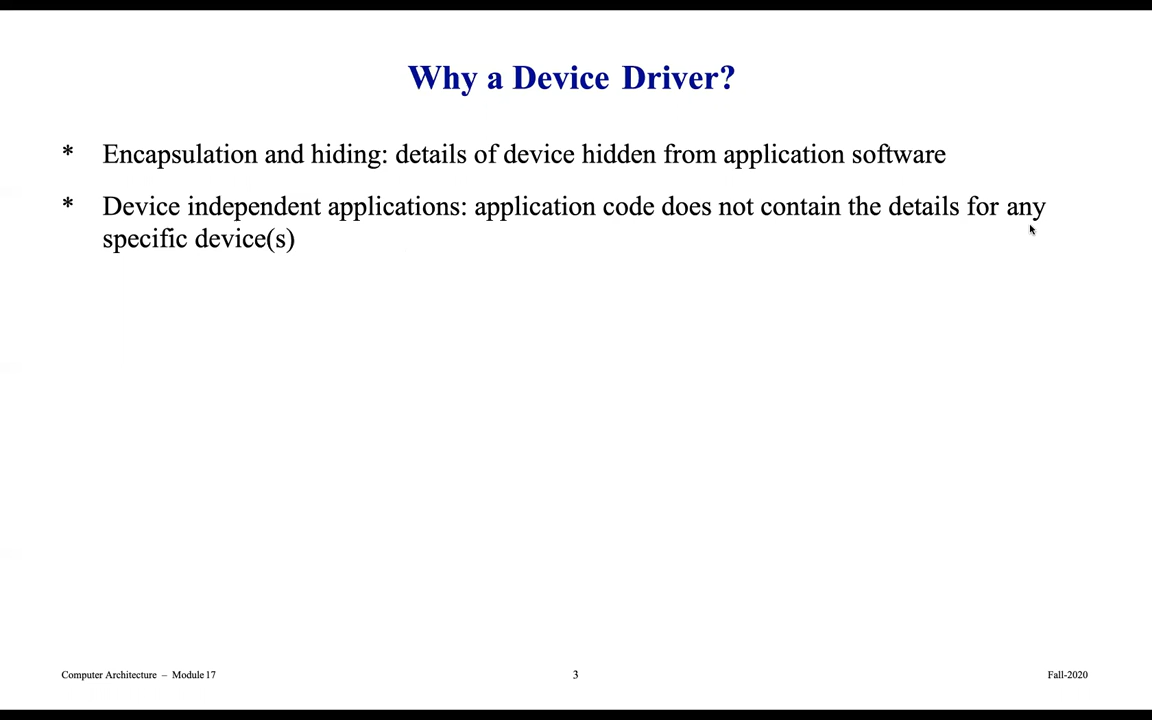 Why a Device Driver?
* Encapsulation and hiding: details of device hidden from application software
* Device independent applications: application code does not contain the details for any
specific device(s)
Computer Architecture – Module 17 3 Fall-2020